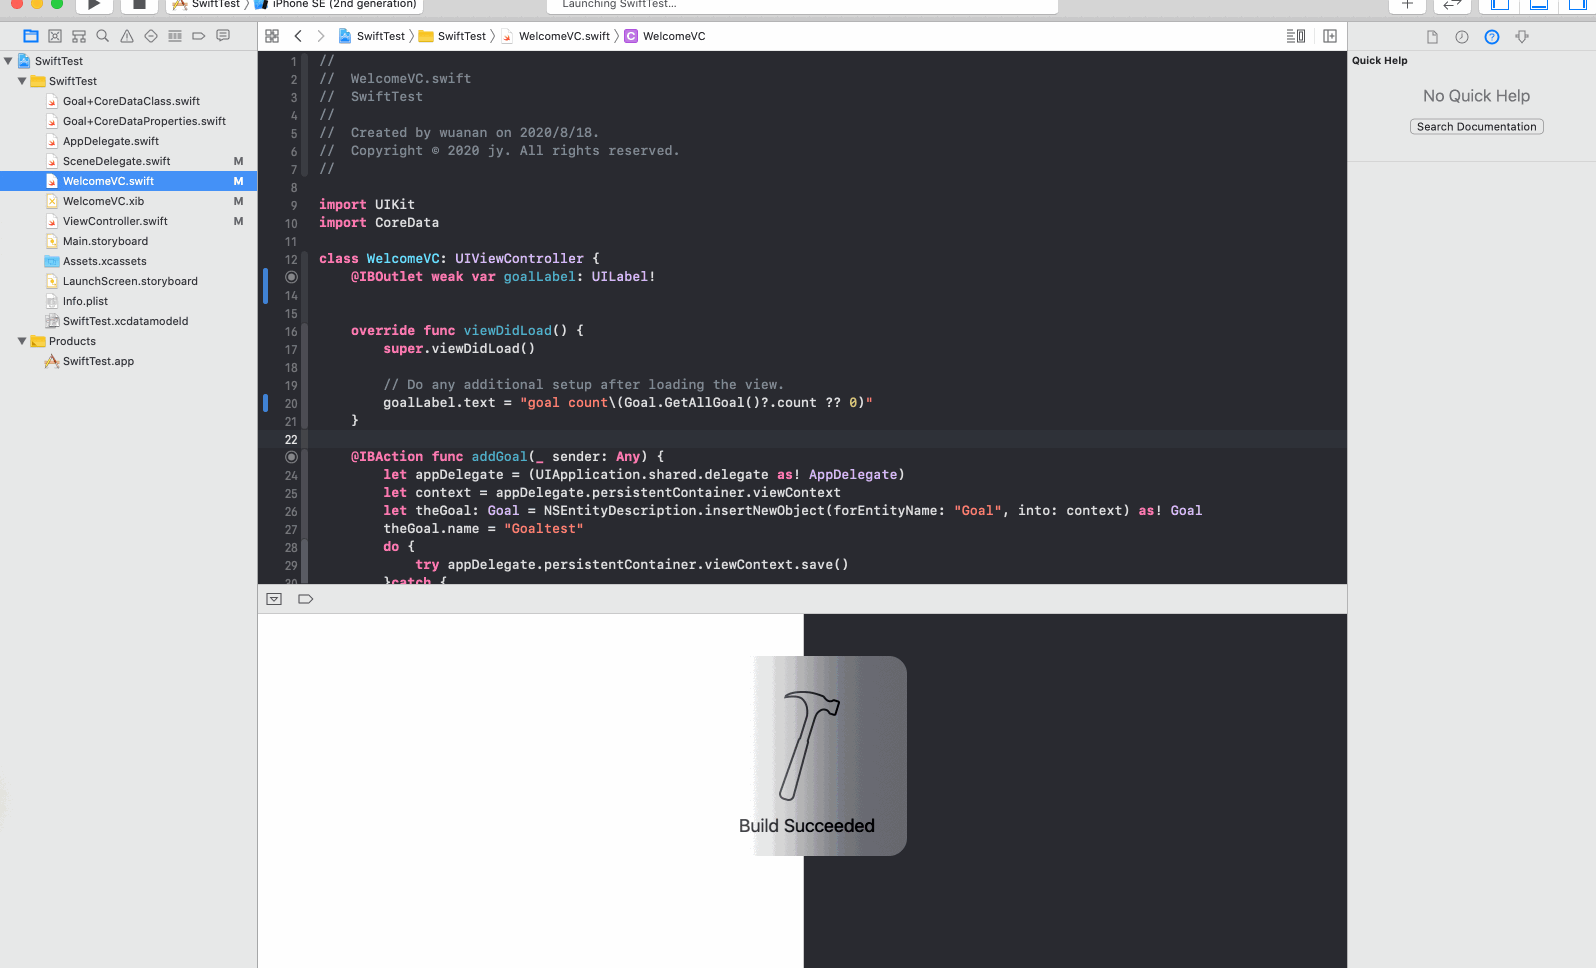 SwiftTest 〉 iPhone SE (2nd generation)
Launching SwiftTest...
SwiftTest
SwiftTest
Goal+CoreDataClass.swift
Goal+CoreDataProperties.swift
AppDelegate.swift
SceneDelegate.swift M
WelcomeVC.swift M
WelcomeVC.xib M
ViewController.swift M
Main.storyboard
Assets.xcassets
LaunchScreen.storyboard
Info.plist
SwiftTest.xcdatamodeld
Products
SwiftTest.app
SwiftTest 〉 SwiftTest 〉 WelcomeVC.swift 〉 C WelcomeVC
1 //
2 //  WelcomeVC.swift
3 //  SwiftTest
4 //
5 //  Created by wuanan on 2020/8/18.
6 //  Copyright © 2020 jy. All rights reserved.
7 //
8
9 import UIKit
10 import CoreData
11
12 class WelcomeVC: UIViewController {
@IBOutlet weak var goalLabel: UILabel!
14
15
16 override func viewDidLoad() {
17 super.viewDidLoad()
18
19 // Do any additional setup after loading the view.
20 goalLabel.text = "goal count\(Goal.GetAllGoal()?.count ?? 0)"
21 }
22
@IBAction func addGoal(_ sender: Any) {
24 let appDelegate = (UIApplication.shared.delegate as! AppDelegate)
25 let context = appDelegate.persistentContainer.viewContext
26 let theGoal: Goal = NSEntityDescription.insertNewObject(forEntityName: "Goal", into: context) as! Goal
27 theGoal.name = "Goaltest"
28 do {
29 try appDelegate.persistentContainer.viewContext.save()
30 }catch {
Build Succeeded
Quick Help
No Quick Help
Search Documentation